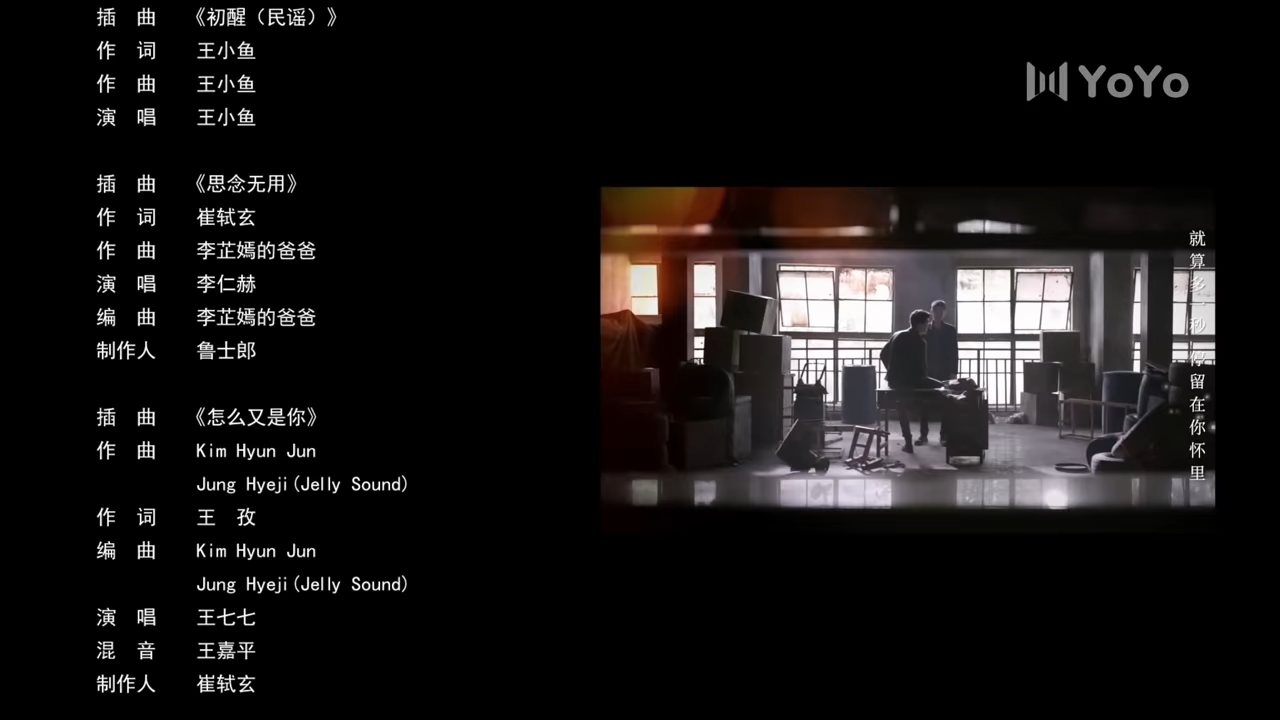 插 曲 《初醒（民谣）》
作 词 王小鱼
作 曲 王小鱼
演 唱 王小鱼
插 曲 《思念无用》
作 词 崔轼玄
作 曲 李芷嫣的爸爸
演 唱 李仁赫
编 曲 李芷嫣的爸爸
制作人 鲁士郎
插 曲 《怎么又是你》
作 曲 Kim Hyun Jun
Jung Hyeji(Jelly Sound)
作 词 王 孜
编 曲 Kim Hyun Jun
Jung Hyeji(Jelly Sound)
演 唱 王七七
混 音 王嘉平
制作人 崔轼玄
YoYo
就算多一秒 停留在你怀里